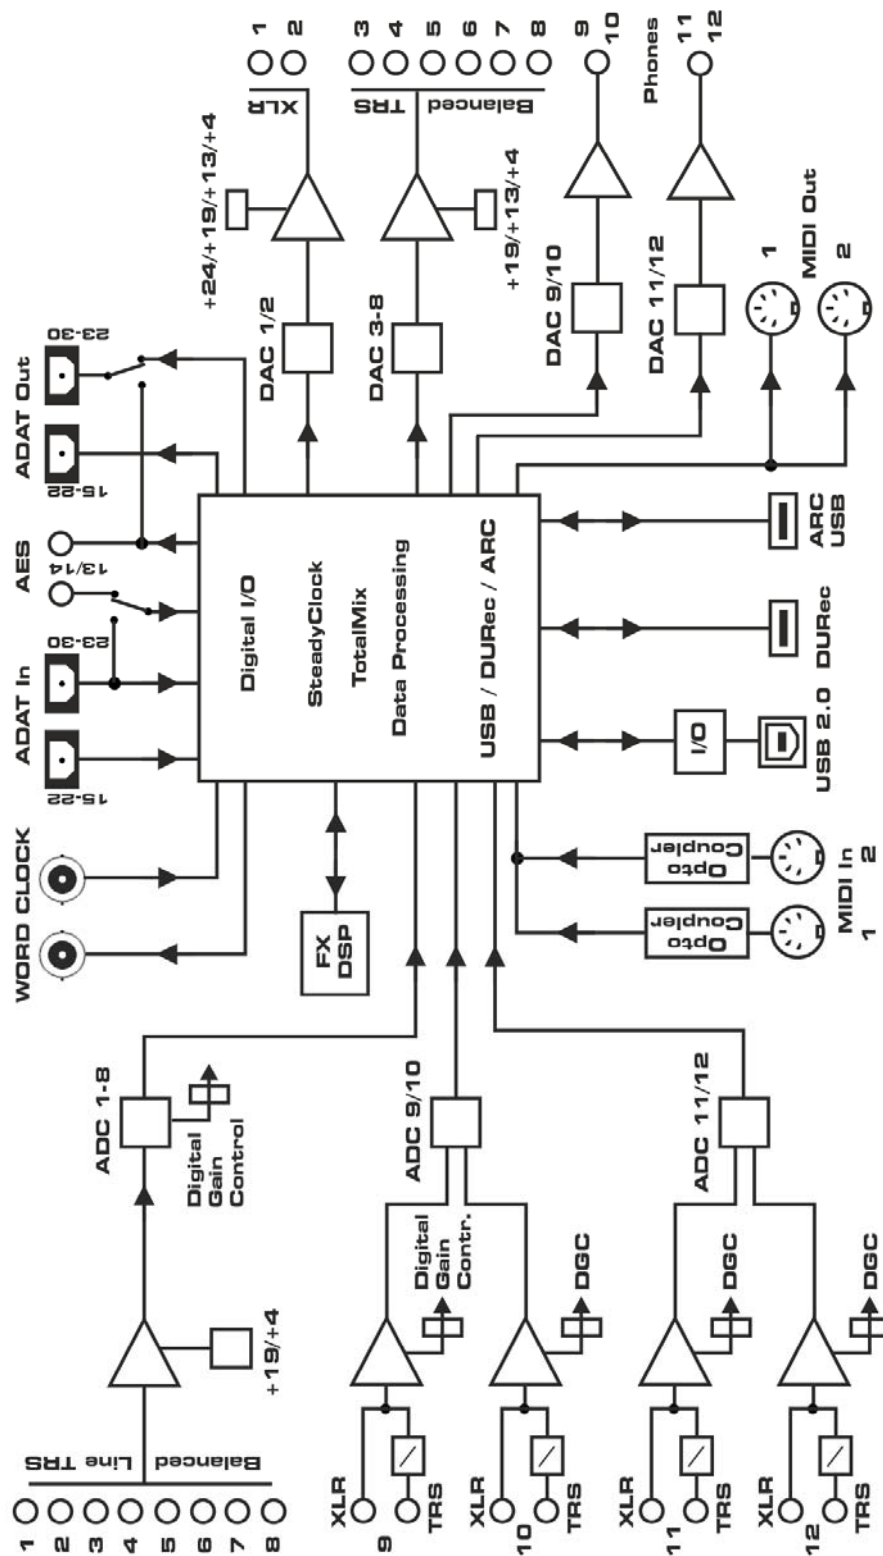 1
2
3
4
5
6
7
8
Balanced
Line TRS
+19/+4
ADC 1-8
Digital
Gain
Control
XLR
9
TRS
XLR
10
TRS
XLR
11
TRS
XLR
12
TRS
Digital
Gain
Contr.
DGC
DGC
DGC
ADC 9/10
ADC 11/12
WORD CLOCK
FX
DSP
ADAT In
15-22
23-30
AES
13/14
ADAT Out
15-22
23-30
Digital I/O
SteadyClock
TotalMix
Data Processing
USB / DURec / ARC
Opto
Coupler
Opto
Coupler
MIDI In
1
2
I/O
USB 2.0
DURec
ARC
USB
DAC 1/2
+24/+19/+13/+4
XLR
1
2
DAC 3-8
+19/+13/+4
TRS
Balanced
3
4
5
6
7
8
DAC 9/10
9
10
Phones
DAC 11/12
11
12
MIDI Out
1
2